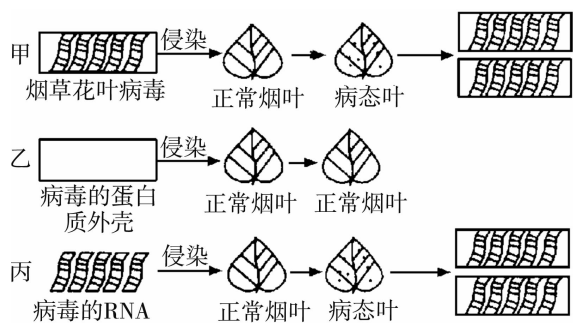 甲 侵染
烟草花叶病毒 正常烟叶 病态叶
乙 侵染
病毒的蛋白
质外壳
正常烟叶 正常烟叶
丙 侵染
病毒的RNA 正常烟叶 病态叶